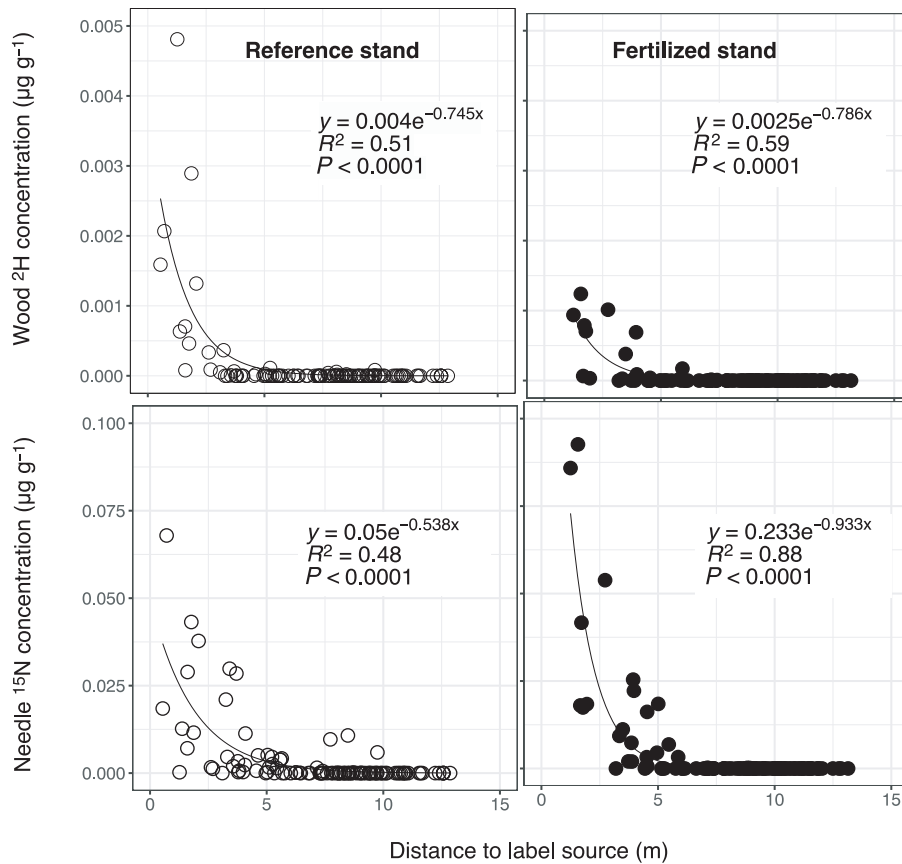 Reference stand
Fertilized stand
Wood ²H concentration (µg g⁻¹)
0.005
0.004
0.003
0.002
0.001
0.000
y = 0.004e⁻⁰·⁷⁴⁵ˣ
R² = 0.51
P < 0.0001
y = 0.0025e⁻⁰·⁷⁸⁶ˣ
R² = 0.59
P < 0.0001
Needle ¹⁵N concentration (µg g⁻¹)
0.100
0.075
0.050
0.025
0.000
y = 0.05e⁻⁰·⁵³⁸ˣ
R² = 0.48
P < 0.0001
y = 0.233e⁻⁰·⁹³³ˣ
R² = 0.88
P < 0.0001
0 5 10 15
0 5 10 15
Distance to label source (m)